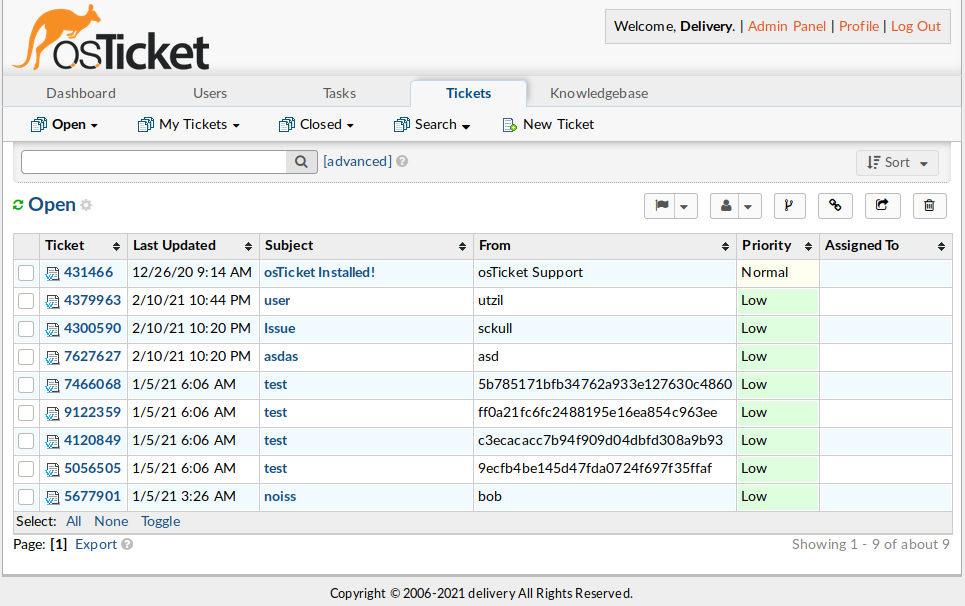 osTicket
Welcome, Delivery. | Admin Panel | Profile | Log Out
Dashboard Users Tasks Tickets Knowledgebase
Open My Tickets Closed Search New Ticket
[advanced] ? Sort
Open
Ticket Last Updated Subject From Priority Assigned To
431466 12/26/20 9:14 AM osTicket Installed! osTicket Support Normal
4379963 2/10/21 10:44 PM user utzil Low
4300590 2/10/21 10:20 PM Issue sckull Low
7627627 2/10/21 10:20 PM asdas asd Low
7466068 1/5/21 6:06 AM test 5b785171bfb34762a933e127630c4860 Low
9122359 1/5/21 6:06 AM test ff0a21fc6fc2488195e16ea854c963ee Low
4120849 1/5/21 6:06 AM test c3ecacacc7b94f909d04dbfd308a9b93 Low
5056505 1/5/21 6:06 AM test 9ecfb4be145d47fda0724f697f35ffaf Low
5677901 1/5/21 3:26 AM noiss bob Low
Select: All None Toggle
Page: [1] Export ? Showing 1 - 9 of about 9
Copyright © 2006-2021 delivery All Rights Reserved.